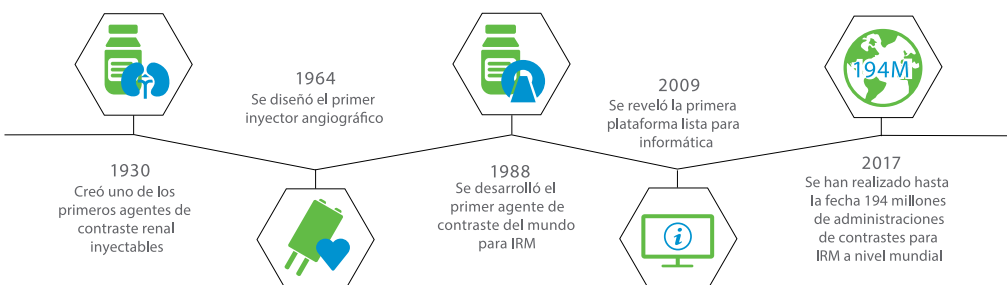 1930
Creó uno de los
primeros agentes de
contraste renal
inyectables
1964
Se diseñó el primer
inyector angiográfico
1988
Se desarrolló el
primer agente de
contraste del mundo
para IRM
2009
Se reveló la primera
plataforma lista para
informática
i
194M
2017
Se han realizado hasta
la fecha 194 millones
de administraciones
de contrastes para
IRM a nivel mundial